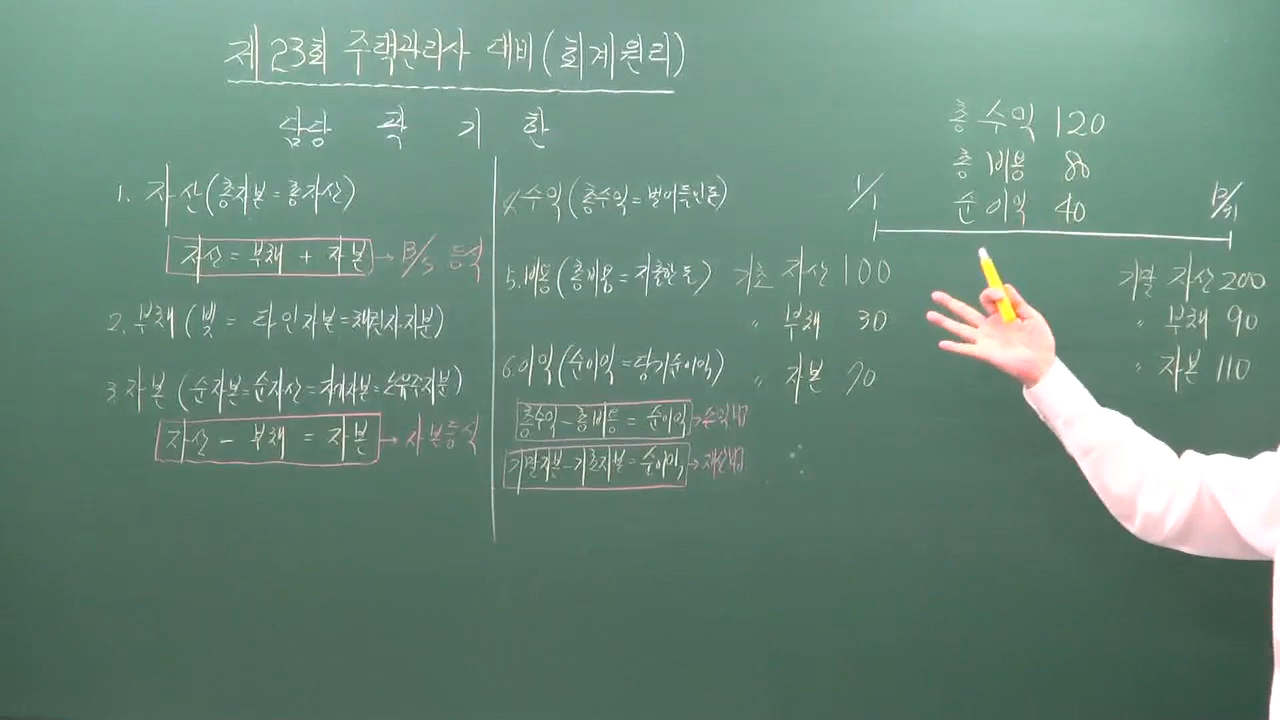 제23회 주택관리사 대비(회계원리)
담당 곽기한
1. 자산(총자본=총자산)
자산=부채+자본 → B/S 등식
2. 부채(빚=타인자본=채권자지분)
3. 자본(순자본=순자산=자기자본=소유주지분)
자산-부채=자본 → 자본등식
4. 수익(총수익=벌어들인돈)
5. 비용(총비용=지출한돈)
6. 이익(순이익=당기순이익)
총수익-총비용=순이익 → 손익법
기말자본-기초자본=순이익 → 재산법
총수익 120
총비용 80
순이익 40
1/1
12/31
기초 자산 100
〃 부채 30
〃 자본 70
기말 자산 200
〃 부채 90
〃 자본 110